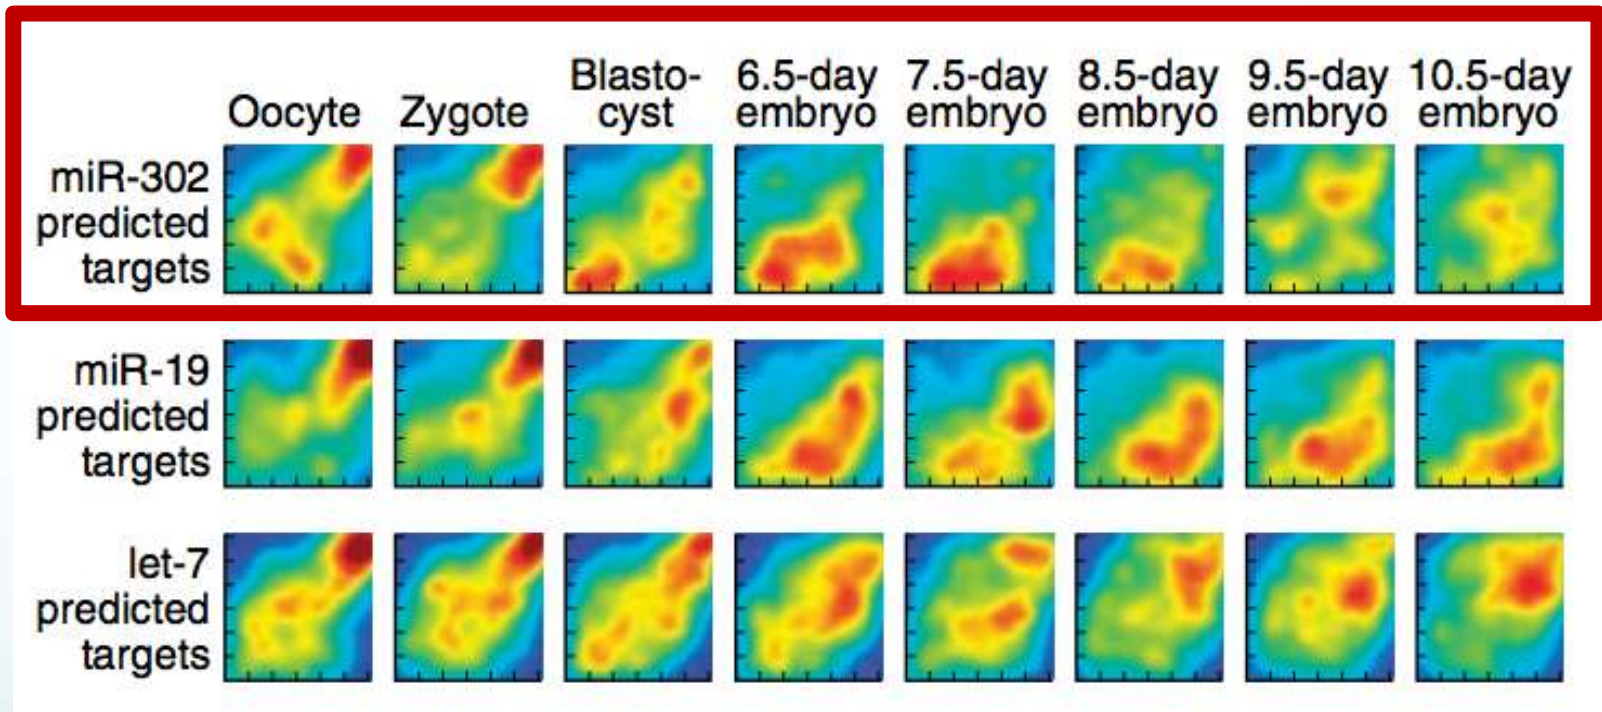 Oocyte
Zygote
Blasto-
cyst
6.5-day
embryo
7.5-day
embryo
8.5-day
embryo
9.5-day
embryo
10.5-day
embryo
miR-302
predicted
targets
miR-19
predicted
targets
let-7
predicted
targets